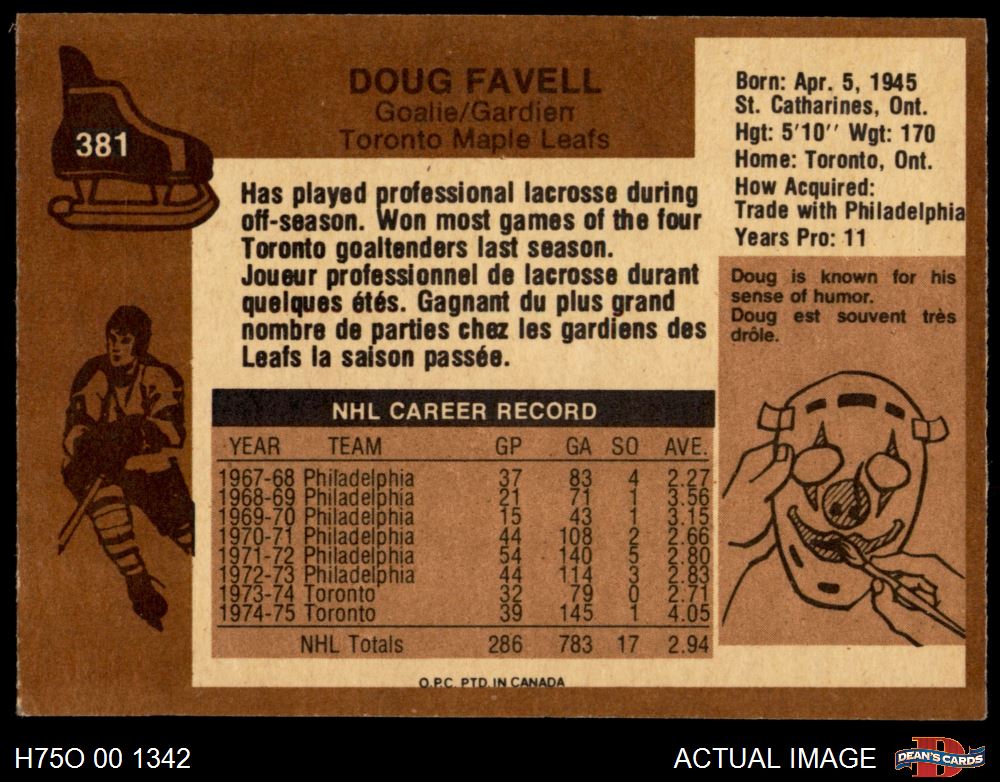 381
DOUG FAVELL
Goalie/Gardien
Toronto Maple Leafs
Born: Apr. 5, 1945
St. Catharines, Ont.
Hgt: 5'10'' Wgt: 170
Home: Toronto, Ont.
How Acquired:
Trade with Philadelphia
Years Pro: 11
Has played professional lacrosse during
off-season. Won most games of the four
Toronto goaltenders last season.
Joueur professionnel de lacrosse durant
quelques étés. Gagnant du plus grand
nombre de parties chez les gardiens des
Leafs la saison passée.
Doug is known for his
sense of humor.
Doug est souvent très
drôle.
NHL CAREER RECORD
YEAR TEAM GP GA SO AVE.
1967-68 Philadelphia 37 83 4 2.27
1968-69 Philadelphia 21 71 1 3.56
1969-70 Philadelphia 15 43 1 3.15
1970-71 Philadelphia 44 108 2 2.66
1971-72 Philadelphia 54 140 5 2.80
1972-73 Philadelphia 44 114 3 2.83
1973-74 Toronto 32 79 0 2.71
1974-75 Toronto 39 145 1 4.05
NHL Totals 286 783 17 2.94
O.P.C. PTD. IN CANADA
H75O 00 1342
ACTUAL IMAGE
D
DEAN'S CARDS